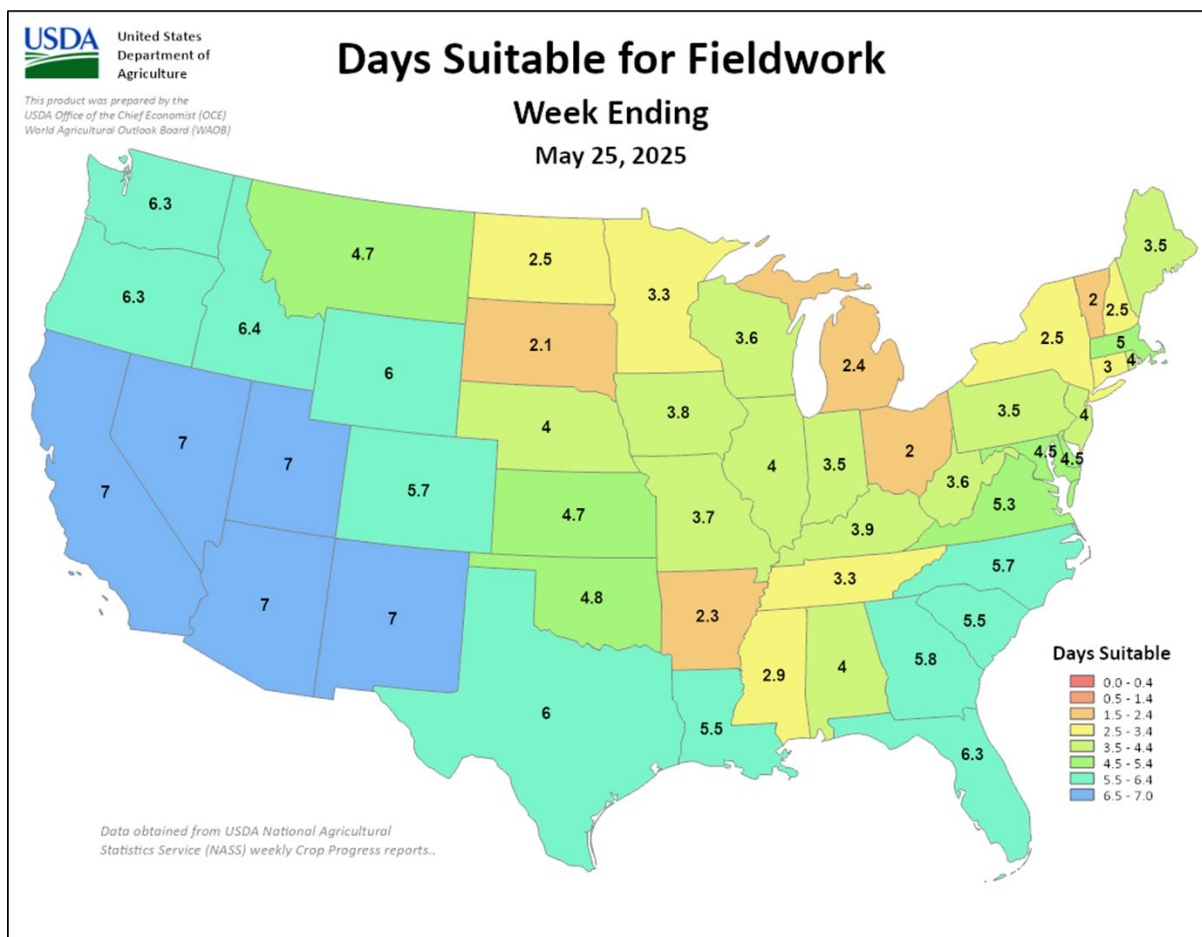 USDA
United States
Department of
Agriculture
This product was prepared by the
USDA Office of the Chief Economist (OCE)
World Agricultural Outlook Board (WAOB)
Days Suitable for Fieldwork
Week Ending
May 25, 2025
6.3
4.7
2.5
3.3
3.5
6.3
6.4
6
2.1
3.6
2.4
2.5
2
2.5
5
3
4
7
7
7
5.7
4
3.8
4
3.5
2
3.5
4
4.5
4.5
3.6
5.3
4.7
3.7
3.9
7
7
4.8
2.3
3.3
5.7
5.5
6
5.5
2.9
4
5.8
6.3
Days Suitable
0.0 - 0.4
0.5 - 1.4
1.5 - 2.4
2.5 - 3.4
3.5 - 4.4
4.5 - 5.4
5.5 - 6.4
6.5 - 7.0
Data obtained from USDA National Agricultural
Statistics Service (NASS) weekly Crop Progress reports..